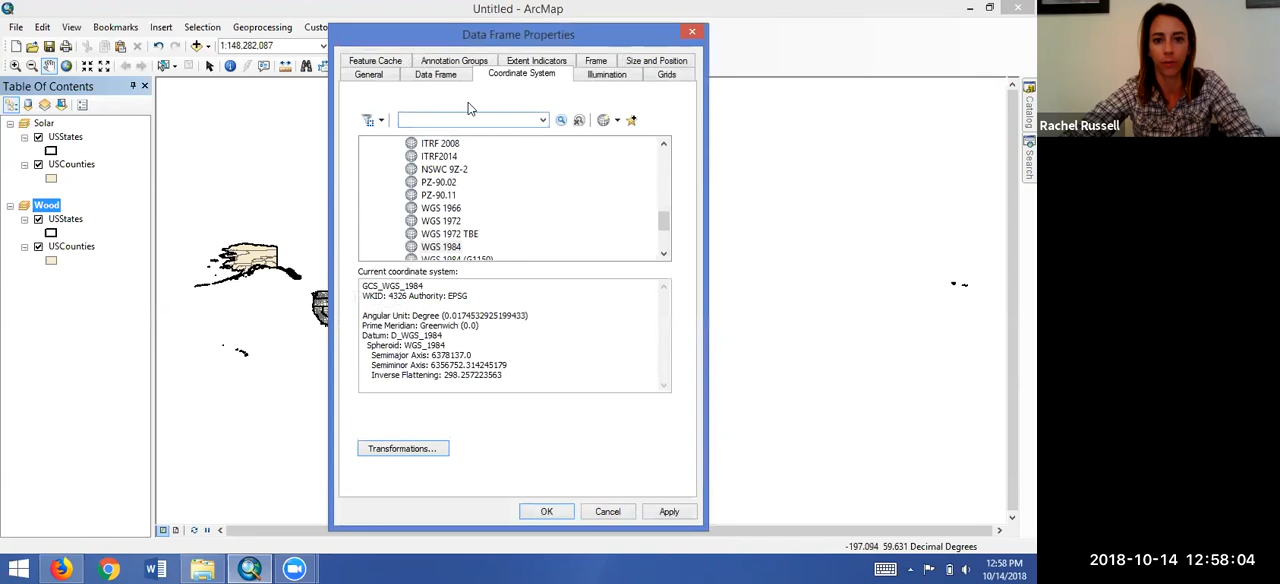 Untitled - ArcMap
File Edit View Bookmarks Insert Selection Geoprocessing Custo
1:148,282,087
Table Of Contents
Solar
USStates
USCounties
Wood
USStates
USCounties
Data Frame Properties
Feature Cache Annotation Groups Extent Indicators Frame Size and Position
General Data Frame Coordinate System Illumination Grids
ITRF 2008
ITRF2014
NSWC 9Z-2
PZ-90.02
PZ-90.11
WGS 1966
WGS 1972
WGS 1972 TBE
WGS 1984
WGS 1984 (G1150)
Current coordinate system:
GCS_WGS_1984
WKID: 4326 Authority: EPSG
Angular Unit: Degree (0.0174532925199433)
Prime Meridian: Greenwich (0.0)
Datum: D_WGS_1984
Spheroid: WGS_1984
Semimajor Axis: 6378137.0
Semiminor Axis: 6356752.314245179
Inverse Flattening: 298.257223563
Transformations...
OK Cancel Apply
Catalog
Search
-197.094 59.631 Decimal Degrees
12:58 PM
10/14/2018
Rachel Russell
2018-10-14 12:58:04